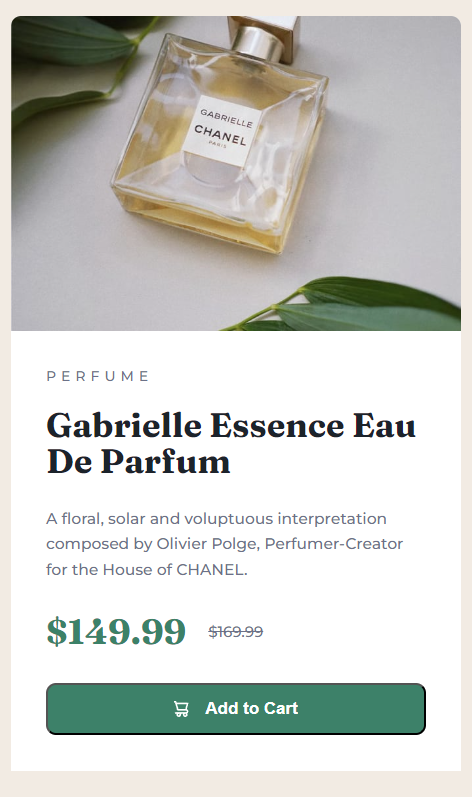 GABRIELLE
CHANEL
PARIS
PERFUME
Gabrielle Essence Eau
De Parfum
A floral, solar and voluptuous interpretation
composed by Olivier Polge, Perfumer-Creator
for the House of CHANEL.
$149.99 $169.99
Add to Cart